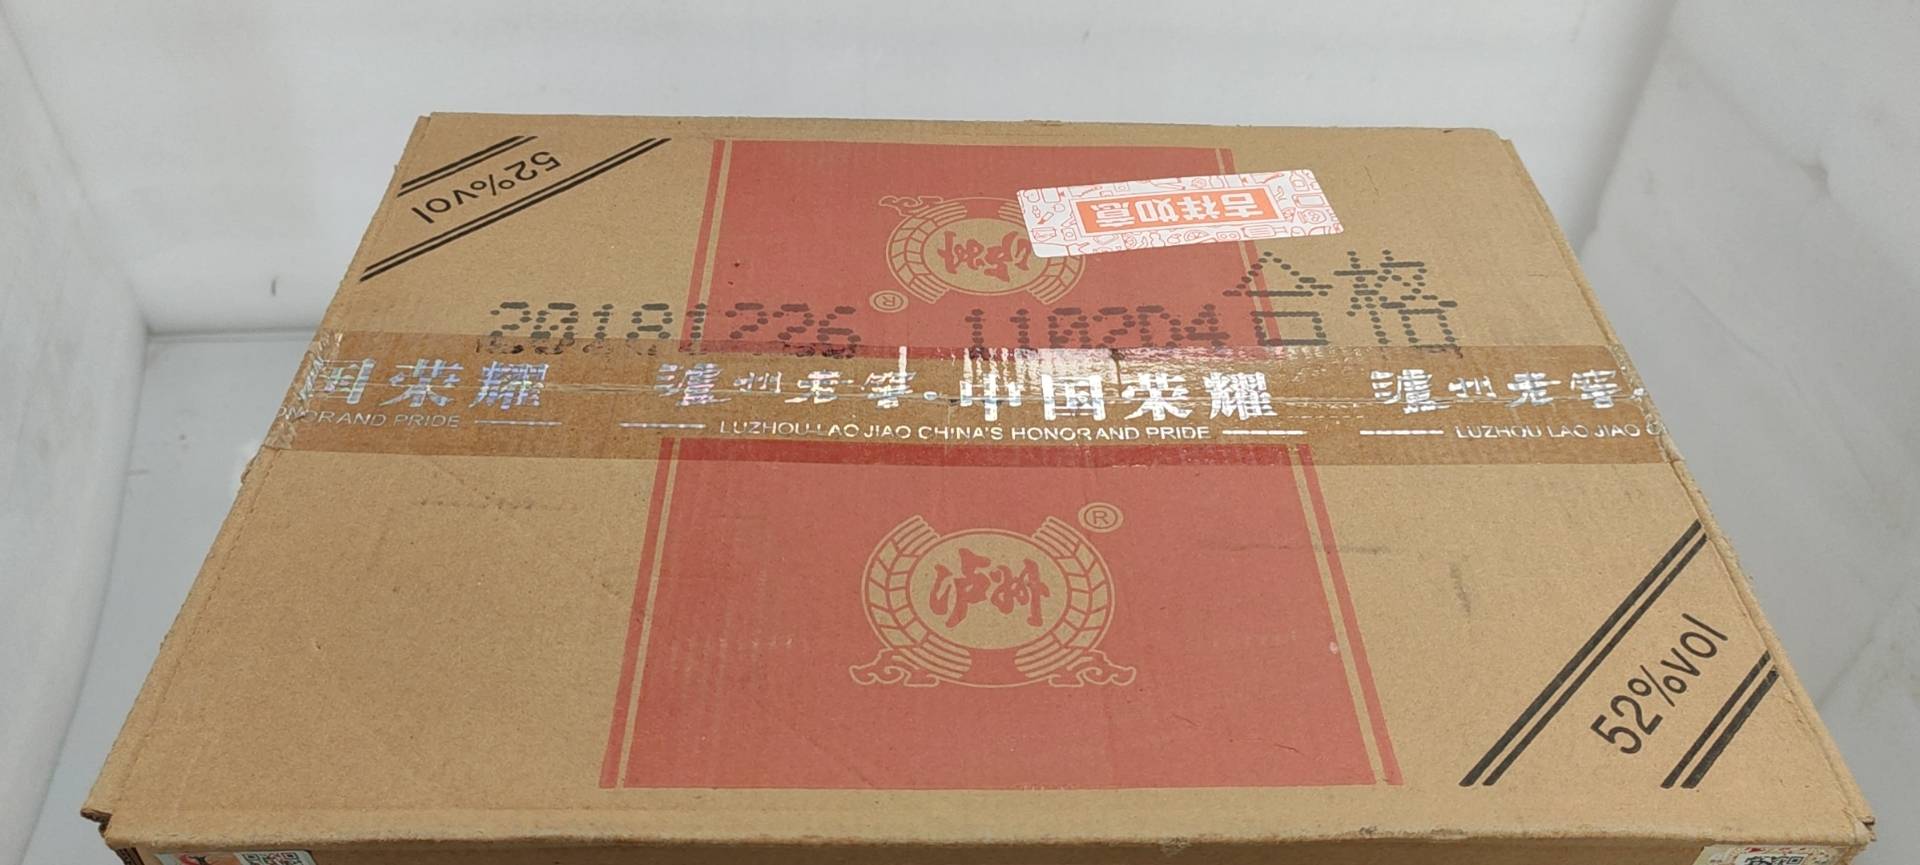 52%vol
吉祥如意
泸州
®
20181226 110204 合格
国荣耀 泸州老窖·中国荣耀 泸州老窖·
ONOR AND PRIDE LUZHOU LAO JIAO CHINA'S HONOR AND PRIDE LUZHOU LAO JIAO C
®
泸州
52%vol